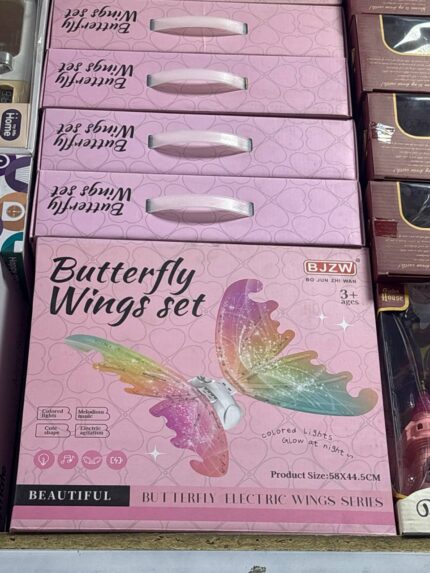 Butterfly
Wings set
Butterfly
Wings set
Butterfly
Wings set
Butterfly
Wings set
Home
Butterfly
Wings set
BJZW
BO JUN ZHI WAN
3+
ages
House
Colored
lights
Melodious
music
Cute
shape
Electric
agitation
colored lights
Glow at night
Product Size:58X44.5CM
BEAUTIFUL
BUTTERFLY ELECTRIC WINGS SERIES